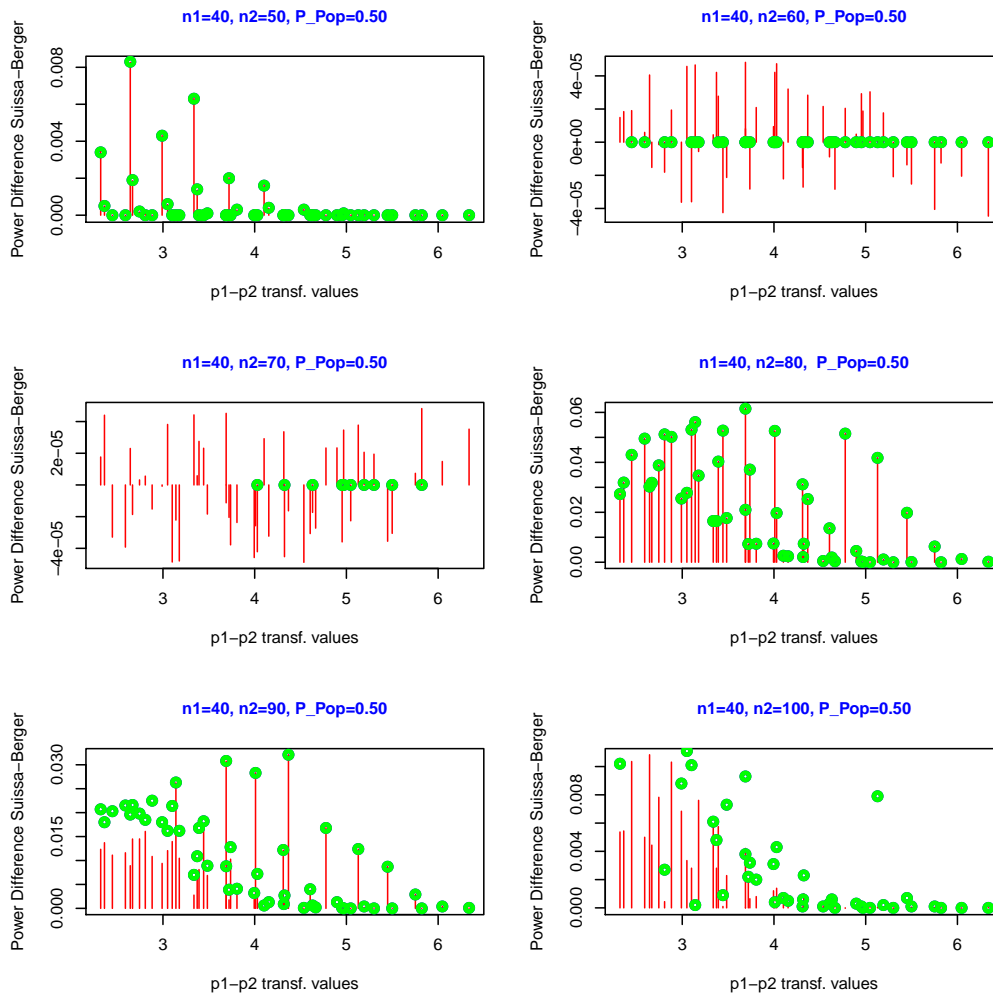 n1=40, n2=50, P_Pop=0.50
Power Difference Suissa−Berger
0.000
0.004
0.008
3
4
5
6
p1−p2 transf. values
n1=40, n2=60, P_Pop=0.50
Power Difference Suissa−Berger
−4e−05
0e+00
4e−05
3
4
5
6
p1−p2 transf. values
n1=40, n2=70, P_Pop=0.50
Power Difference Suissa−Berger
−4e−05
2e−05
3
4
5
6
p1−p2 transf. values
n1=40, n2=80, P_Pop=0.50
Power Difference Suissa−Berger
0.00
0.02
0.04
0.06
3
4
5
6
p1−p2 transf. values
n1=40, n2=90, P_Pop=0.50
Power Difference Suissa−Berger
0.000
0.015
0.030
3
4
5
6
p1−p2 transf. values
n1=40, n2=100, P_Pop=0.50
Power Difference Suissa−Berger
0.000
0.004
0.008
3
4
5
6
p1−p2 transf. values